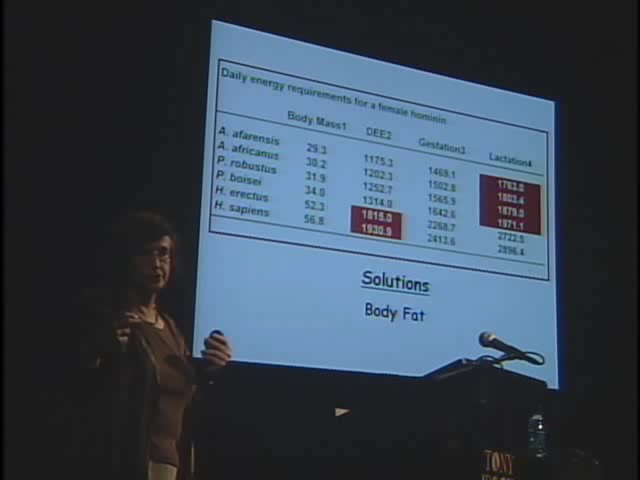 Daily energy requirements for a female hominin
Body Mass1 DEE2 Gestation3 Lactation4
A. afarensis 29.3 1175.3 1469.1 1763.0
A. africanus 30.2 1202.3 1502.8 1803.4
P. robustus 31.9 1252.7 1565.9 1879.0
P. boisei 34.0 1314.0 1642.6 1971.1
H. erectus 52.3 1815.0 2268.7 2722.5
H. sapiens 56.8 1930.9 2413.6 2896.4
Solutions
Body Fat
TONY